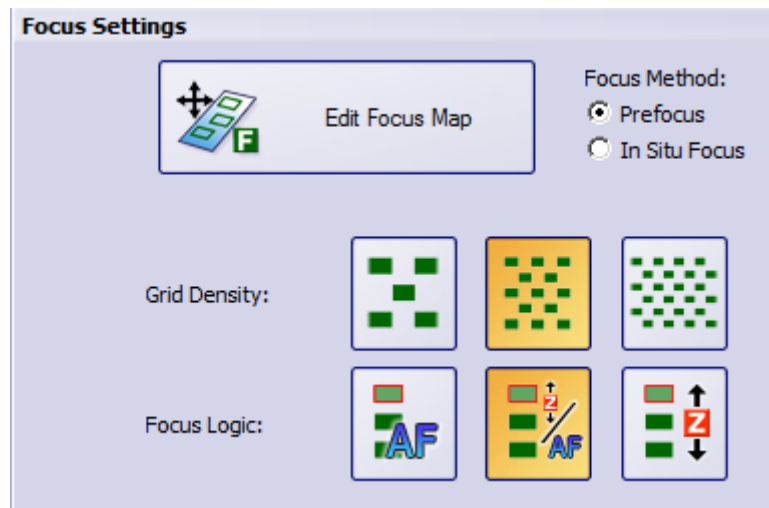 Focus Settings
Edit Focus Map
F
Focus Method:
Prefocus
In Situ Focus
Grid Density:
Focus Logic:
AF
Z
AF
Z